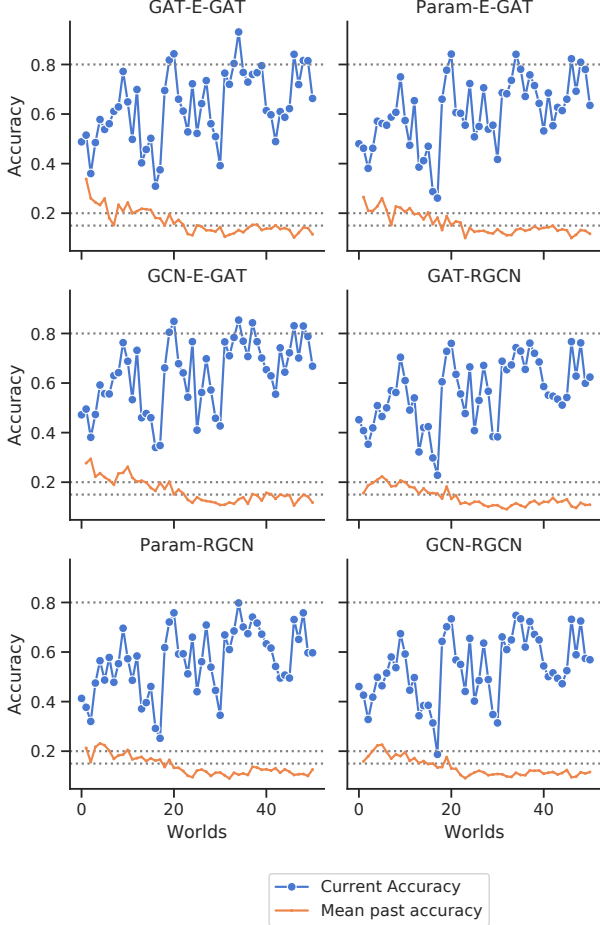 GAT-E-GAT Param-E-GAT
0.8
0.6
0.4
0.2
Accuracy
GCN-E-GAT GAT-RGCN
0.8
0.6
0.4
0.2
Accuracy
Param-RGCN GCN-RGCN
0.8
0.6
0.4
0.2
Accuracy
0 20 40 0 20 40
Worlds Worlds
Current Accuracy
Mean past accuracy